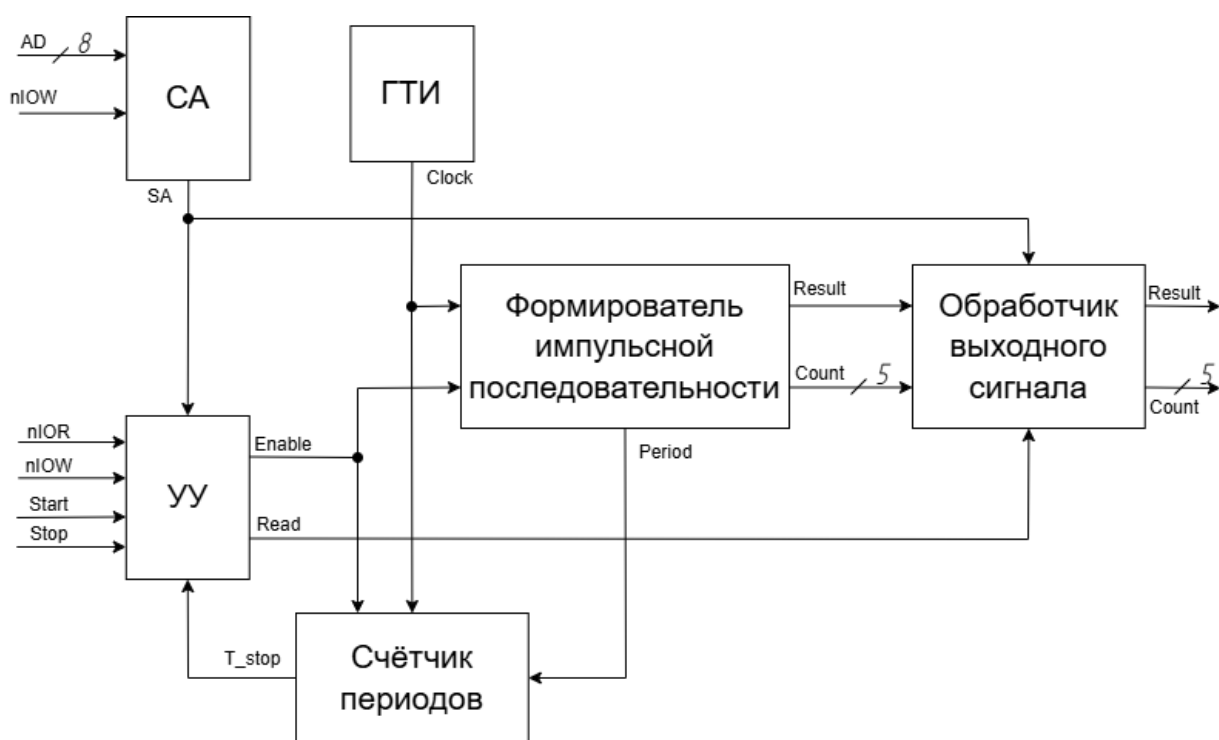 AD
8
nIOW
СА
SA
ГТИ
Clock
Формирователь
импульсной
последовательности
Result
Count
5
Period
Обработчик
выходного
сигнала
Result
5
Count
nIOR
nIOW
Start
Stop
УУ
Enable
Read
T_stop
Счётчик
периодов